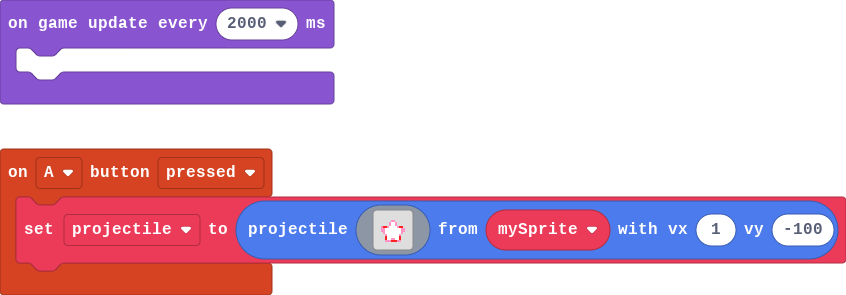 on game update every 2000 ms
on A button pressed
set projectile to projectile from mySprite with vx 1 vy -100